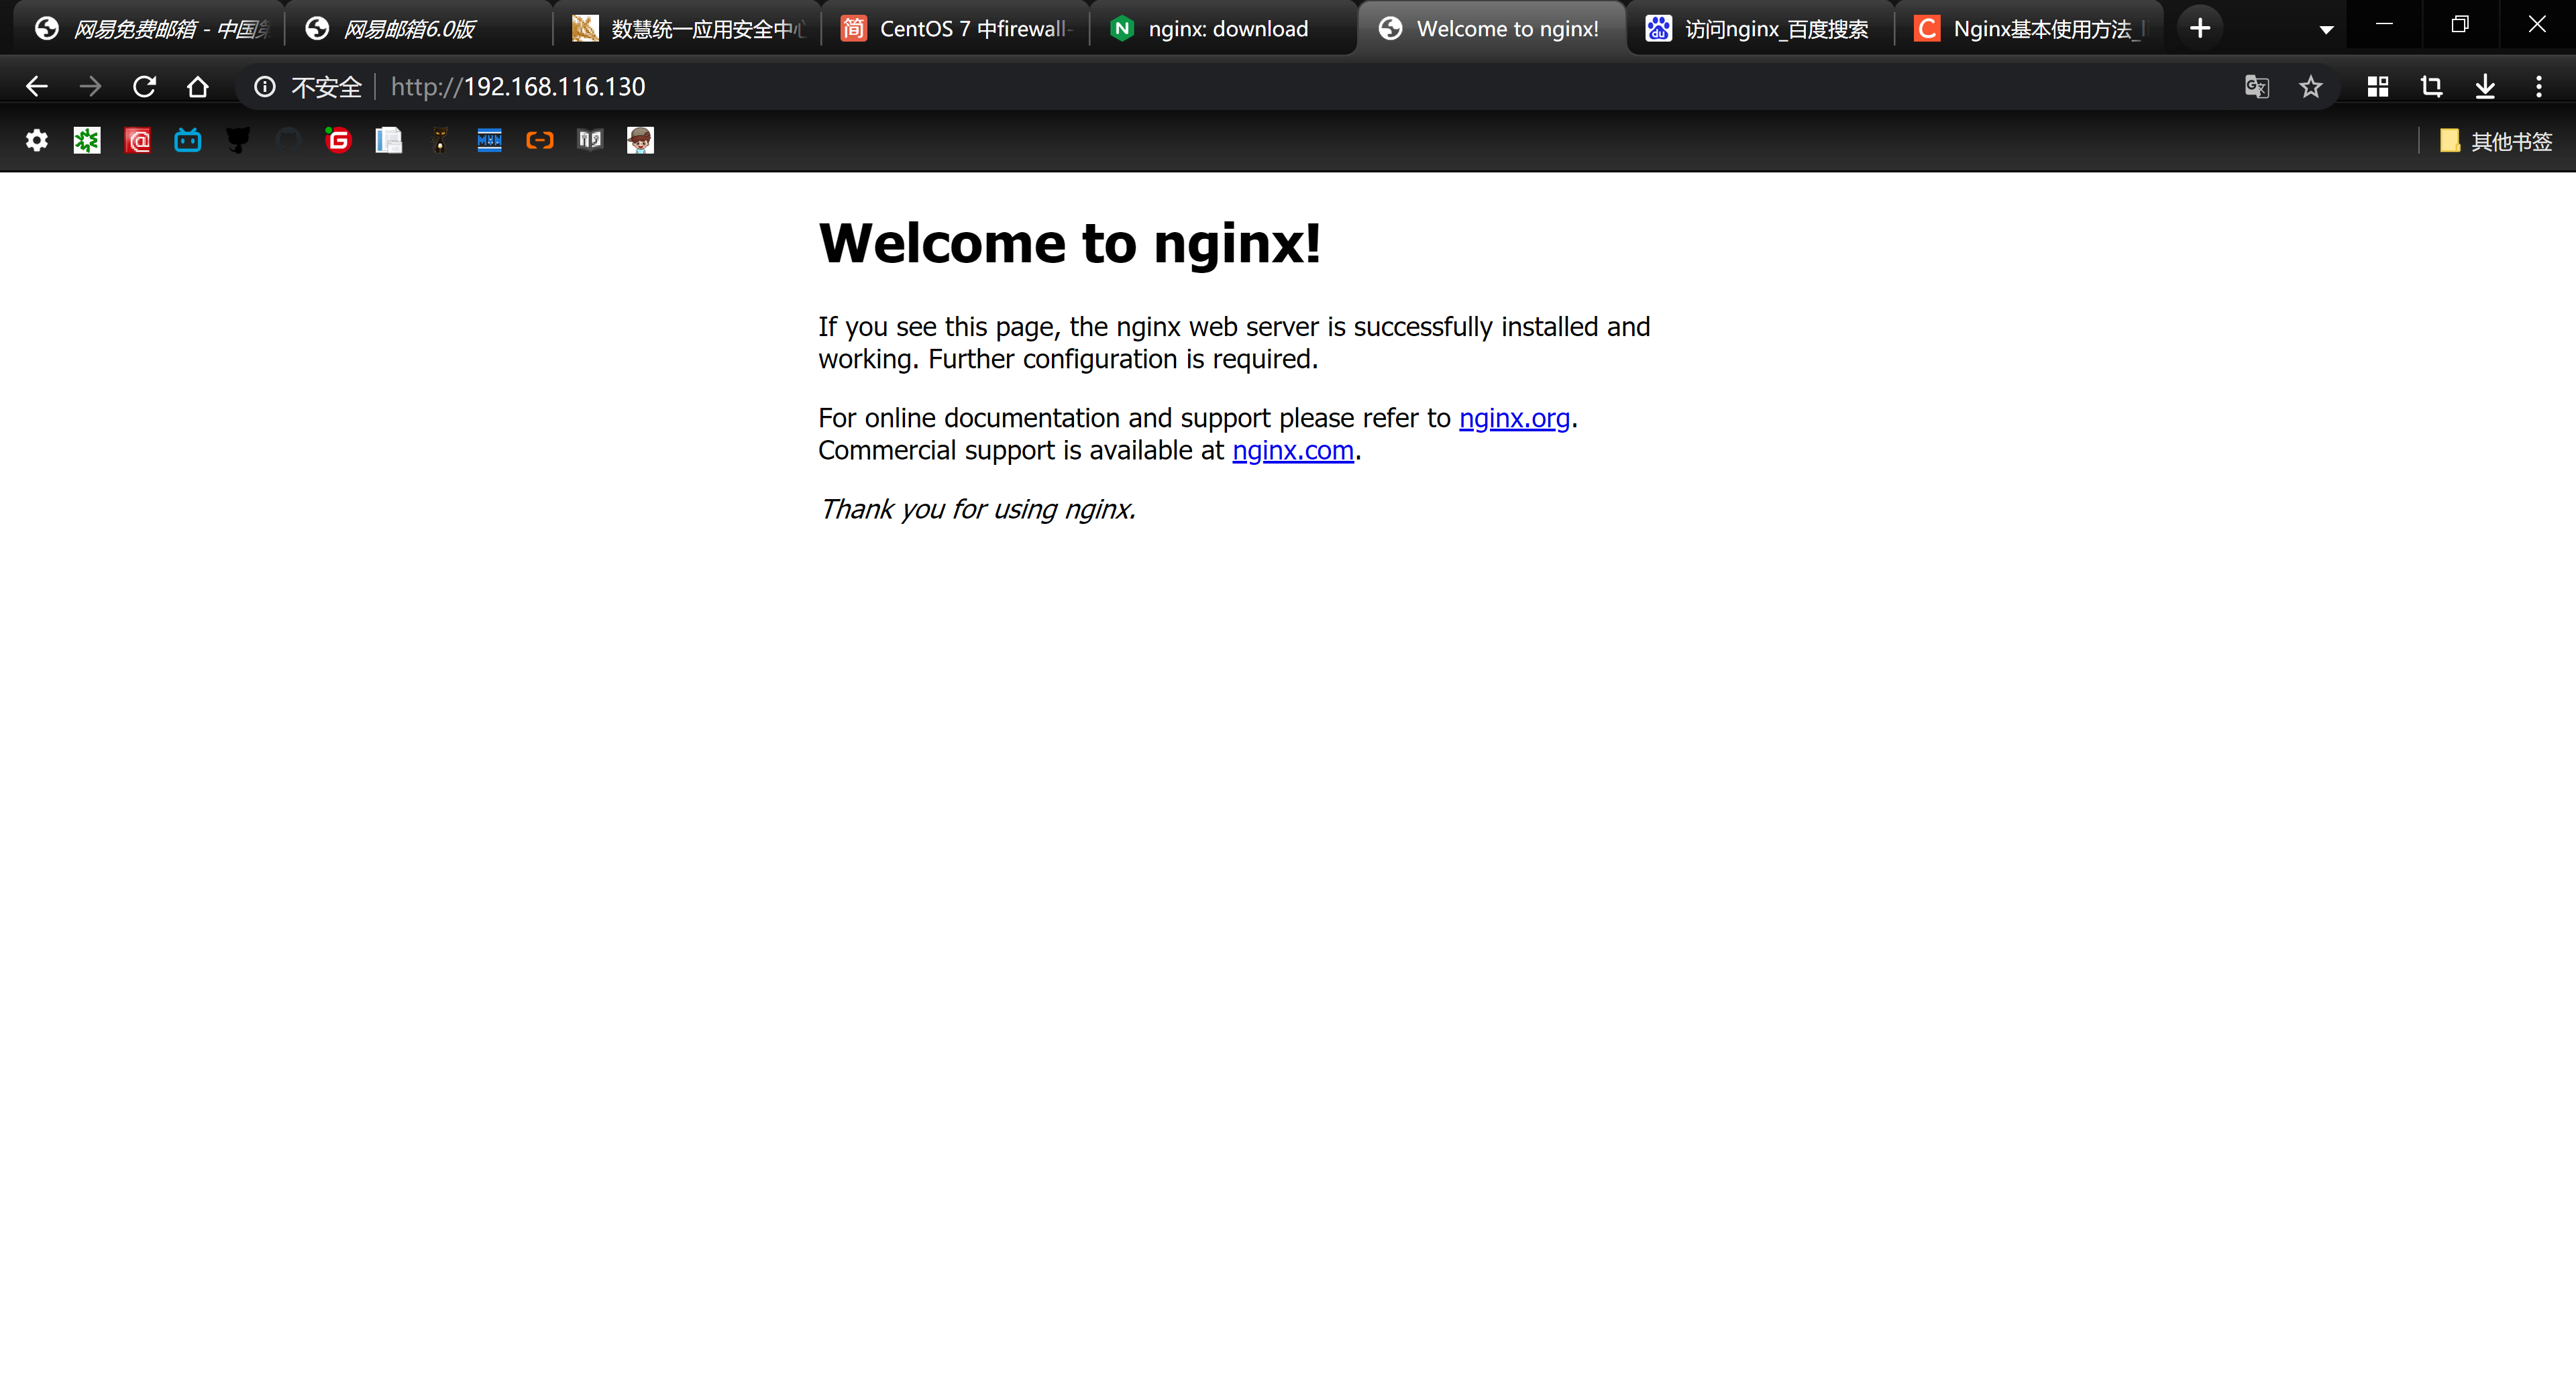 网易免费邮箱 - 中国第
网易邮箱6.0版
数慧统一应用安全中心
CentOS 7 中firewall-
nginx: download
Welcome to nginx!
访问nginx_百度搜索
Nginx基本使用方法_
不安全
http://192.168.116.130
其他书签
Welcome to nginx!
If you see this page, the nginx web server is successfully installed and
working. Further configuration is required.
For online documentation and support please refer to nginx.org.
Commercial support is available at nginx.com.
Thank you for using nginx.